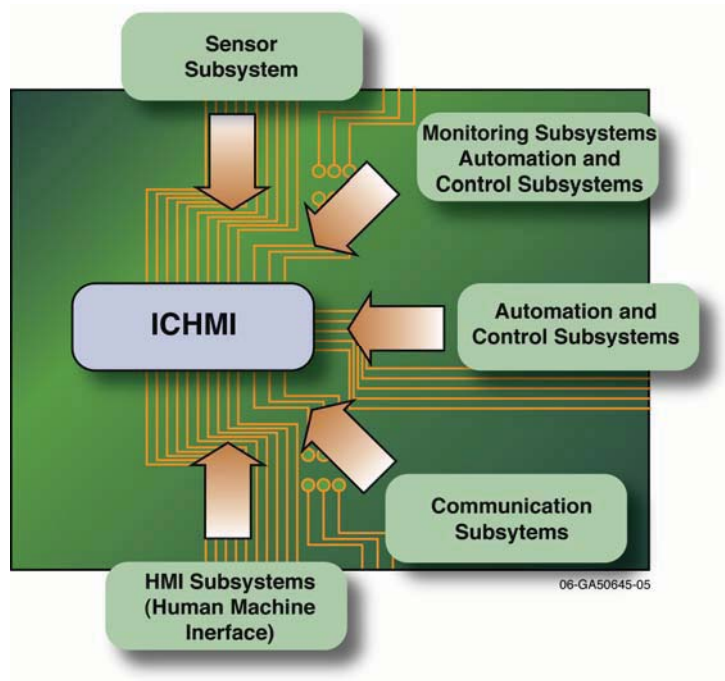 Sensor
Subsystem
Monitoring Subsystems
Automation and
Control Subsystems
ICHMI
Automation and
Control Subsystems
Communication
Subsytems
HMI Subsystems
(Human Machine
Inerface)
06-GA50645-05